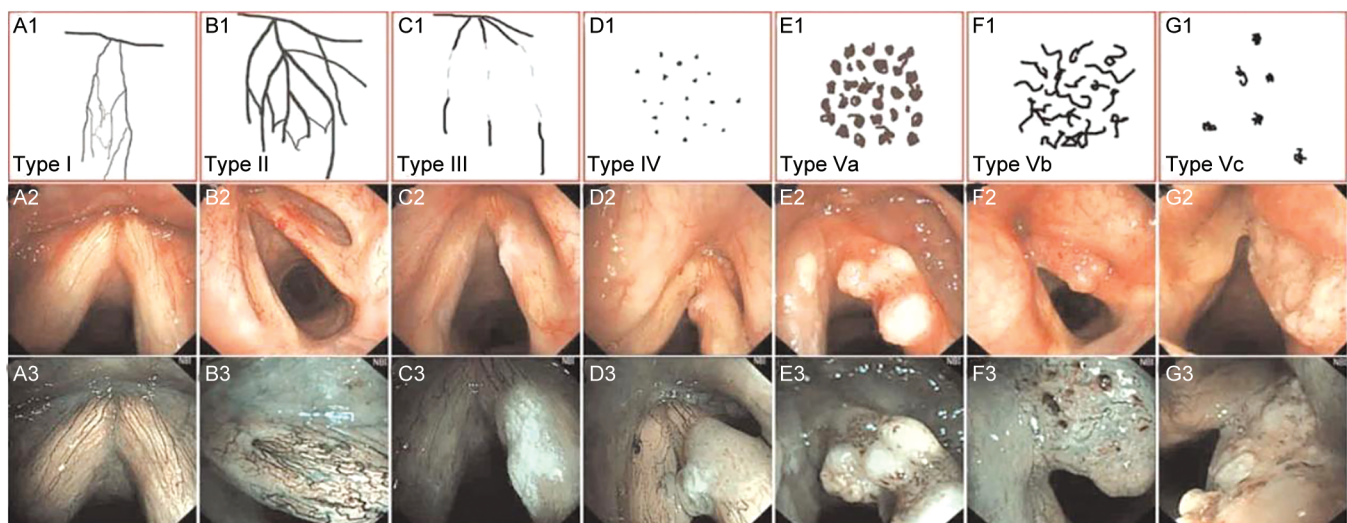 A1 B1 C1 D1 E1 F1 G1
Type I Type II Type III Type IV Type Va Type Vb Type Vc
A2 B2 C2 D2 E2 F2 G2
A3 B3 C3 D3 E3 F3 G3
NBI